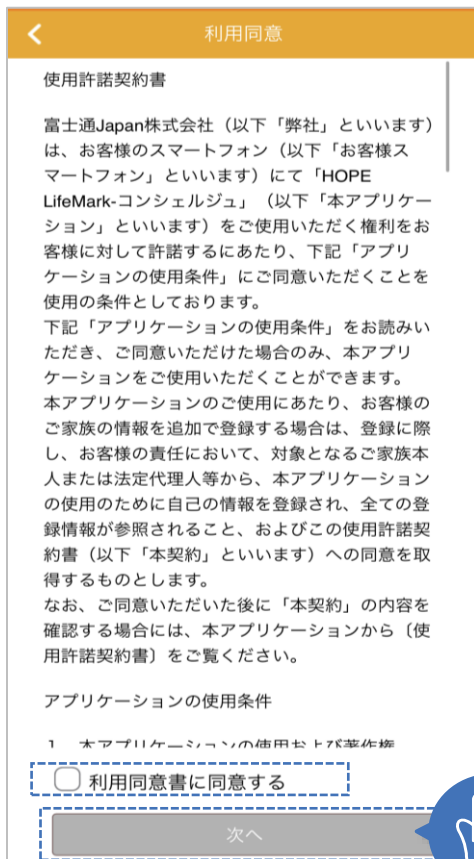 利用同意
使用許諾契約書
富士通Japan株式会社（以下「弊社」といいます）
は、お客様のスマートフォン（以下「お客様ス
マートフォン」といいます）にて「HOPE
LifeMark-コンシェルジュ」（以下「本アプリケー
ション」といいます）をご使用いただく権利をお
客様に対して許諾するにあたり、下記「アプリ
ケーションの使用条件」にご同意いただくことを
使用の条件としております。
下記「アプリケーションの使用条件」をお読みい
ただき、ご同意いただけた場合のみ、本アプリ
ケーションをご使用いただくことができます。
本アプリケーションのご使用にあたり、お客様の
ご家族の情報を追加で登録する場合は、登録に際
し、お客様の責任において、対象となるご家族本
人または法定代理人等から、本アプリケーション
の使用のために自己の情報を登録され、全ての登
録情報が参照されること、およびこの使用許諾契
約書（以下「本契約」といいます）への同意を取
得するものとします。
なお、ご同意いただいた後に「本契約」の内容を
確認する場合には、本アプリケーションから〔使
用許諾契約書〕をご覧ください。
アプリケーションの使用条件
1．本アプリケーションの使用および著作権
利用同意書に同意する
次へ